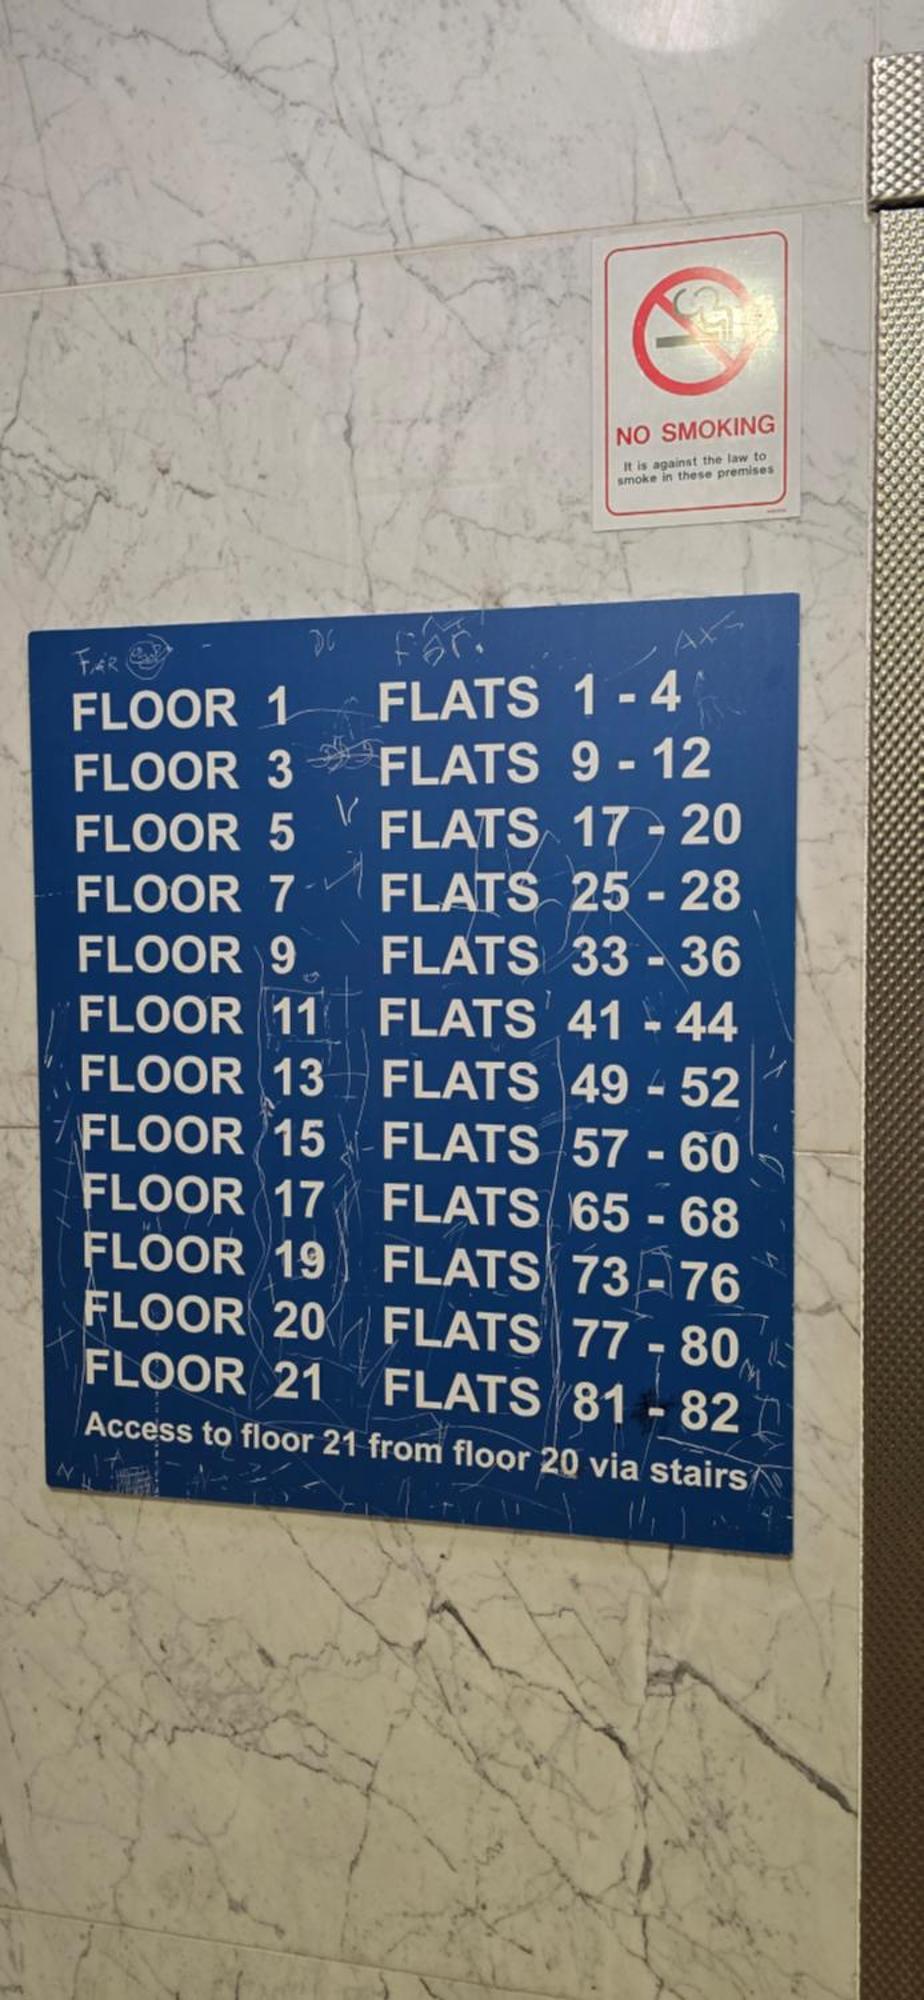 NO SMOKING
It is against the law to
smoke in these premises
FLOOR 1 FLATS 1 - 4
FLOOR 3 FLATS 9 - 12
FLOOR 5 FLATS 17 - 20
FLOOR 7 FLATS 25 - 28
FLOOR 9 FLATS 33 - 36
FLOOR 11 FLATS 41 - 44
FLOOR 13 FLATS 49 - 52
FLOOR 15 FLATS 57 - 60
FLOOR 17 FLATS 65 - 68
FLOOR 19 FLATS 73 - 76
FLOOR 20 FLATS 77 - 80
FLOOR 21 FLATS 81 - 82
Access to floor 21 from floor 20 via stairs